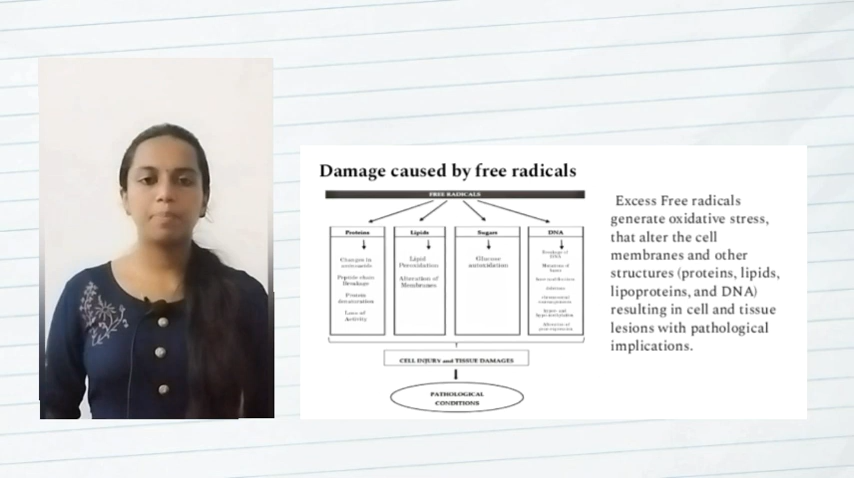 Damage caused by free radicals
FREE RADICALS
Proteins
Changes in
Peptide chain
Breakage
Protein
denaturation
Loss of
Activity
Lipids
Lipid
Peroxidation
Alteration of
Membranes
Sugars
Glucose
autoxidation
DNA
Breakage of
DNA
Mutations of
CELL INJURY and TISSUE DAMAGES
PATHOLOGICAL
CONDITIONS
Excess Free radicals
generate oxidative stress,
that alter the cell
membranes and other
structures (proteins, lipids,
lipoproteins, and DNA)
resulting in cell and tissue
lesions with pathological
implications.